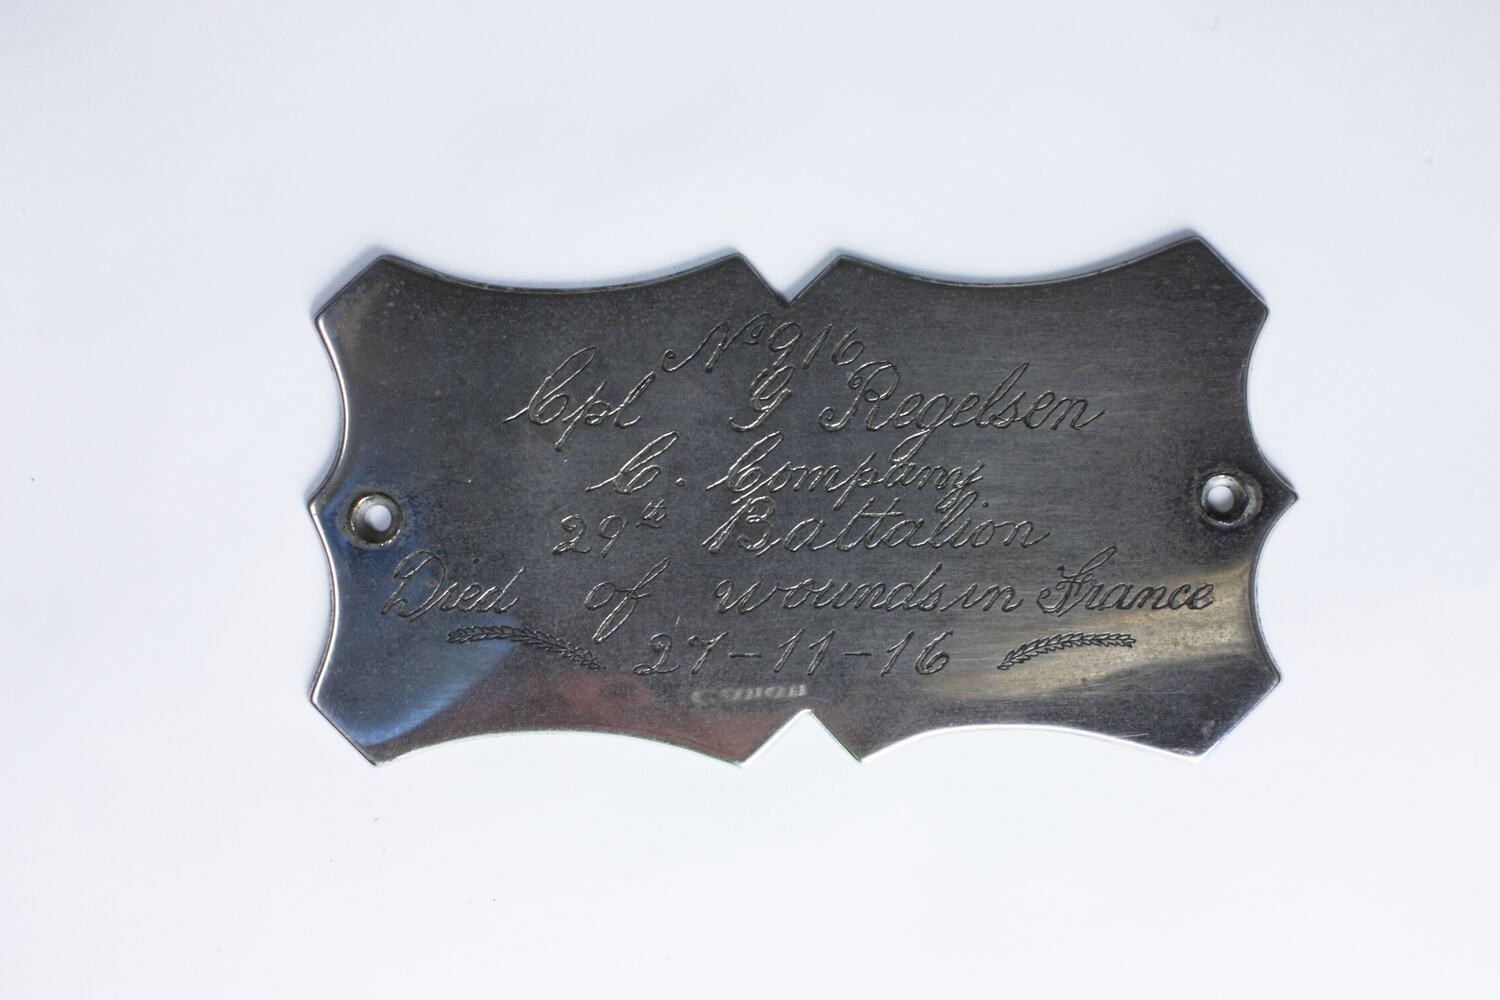 No 916
Cpl G Regelsen
C. Company
29th Battalion
Died of wounds in France
27-11-16